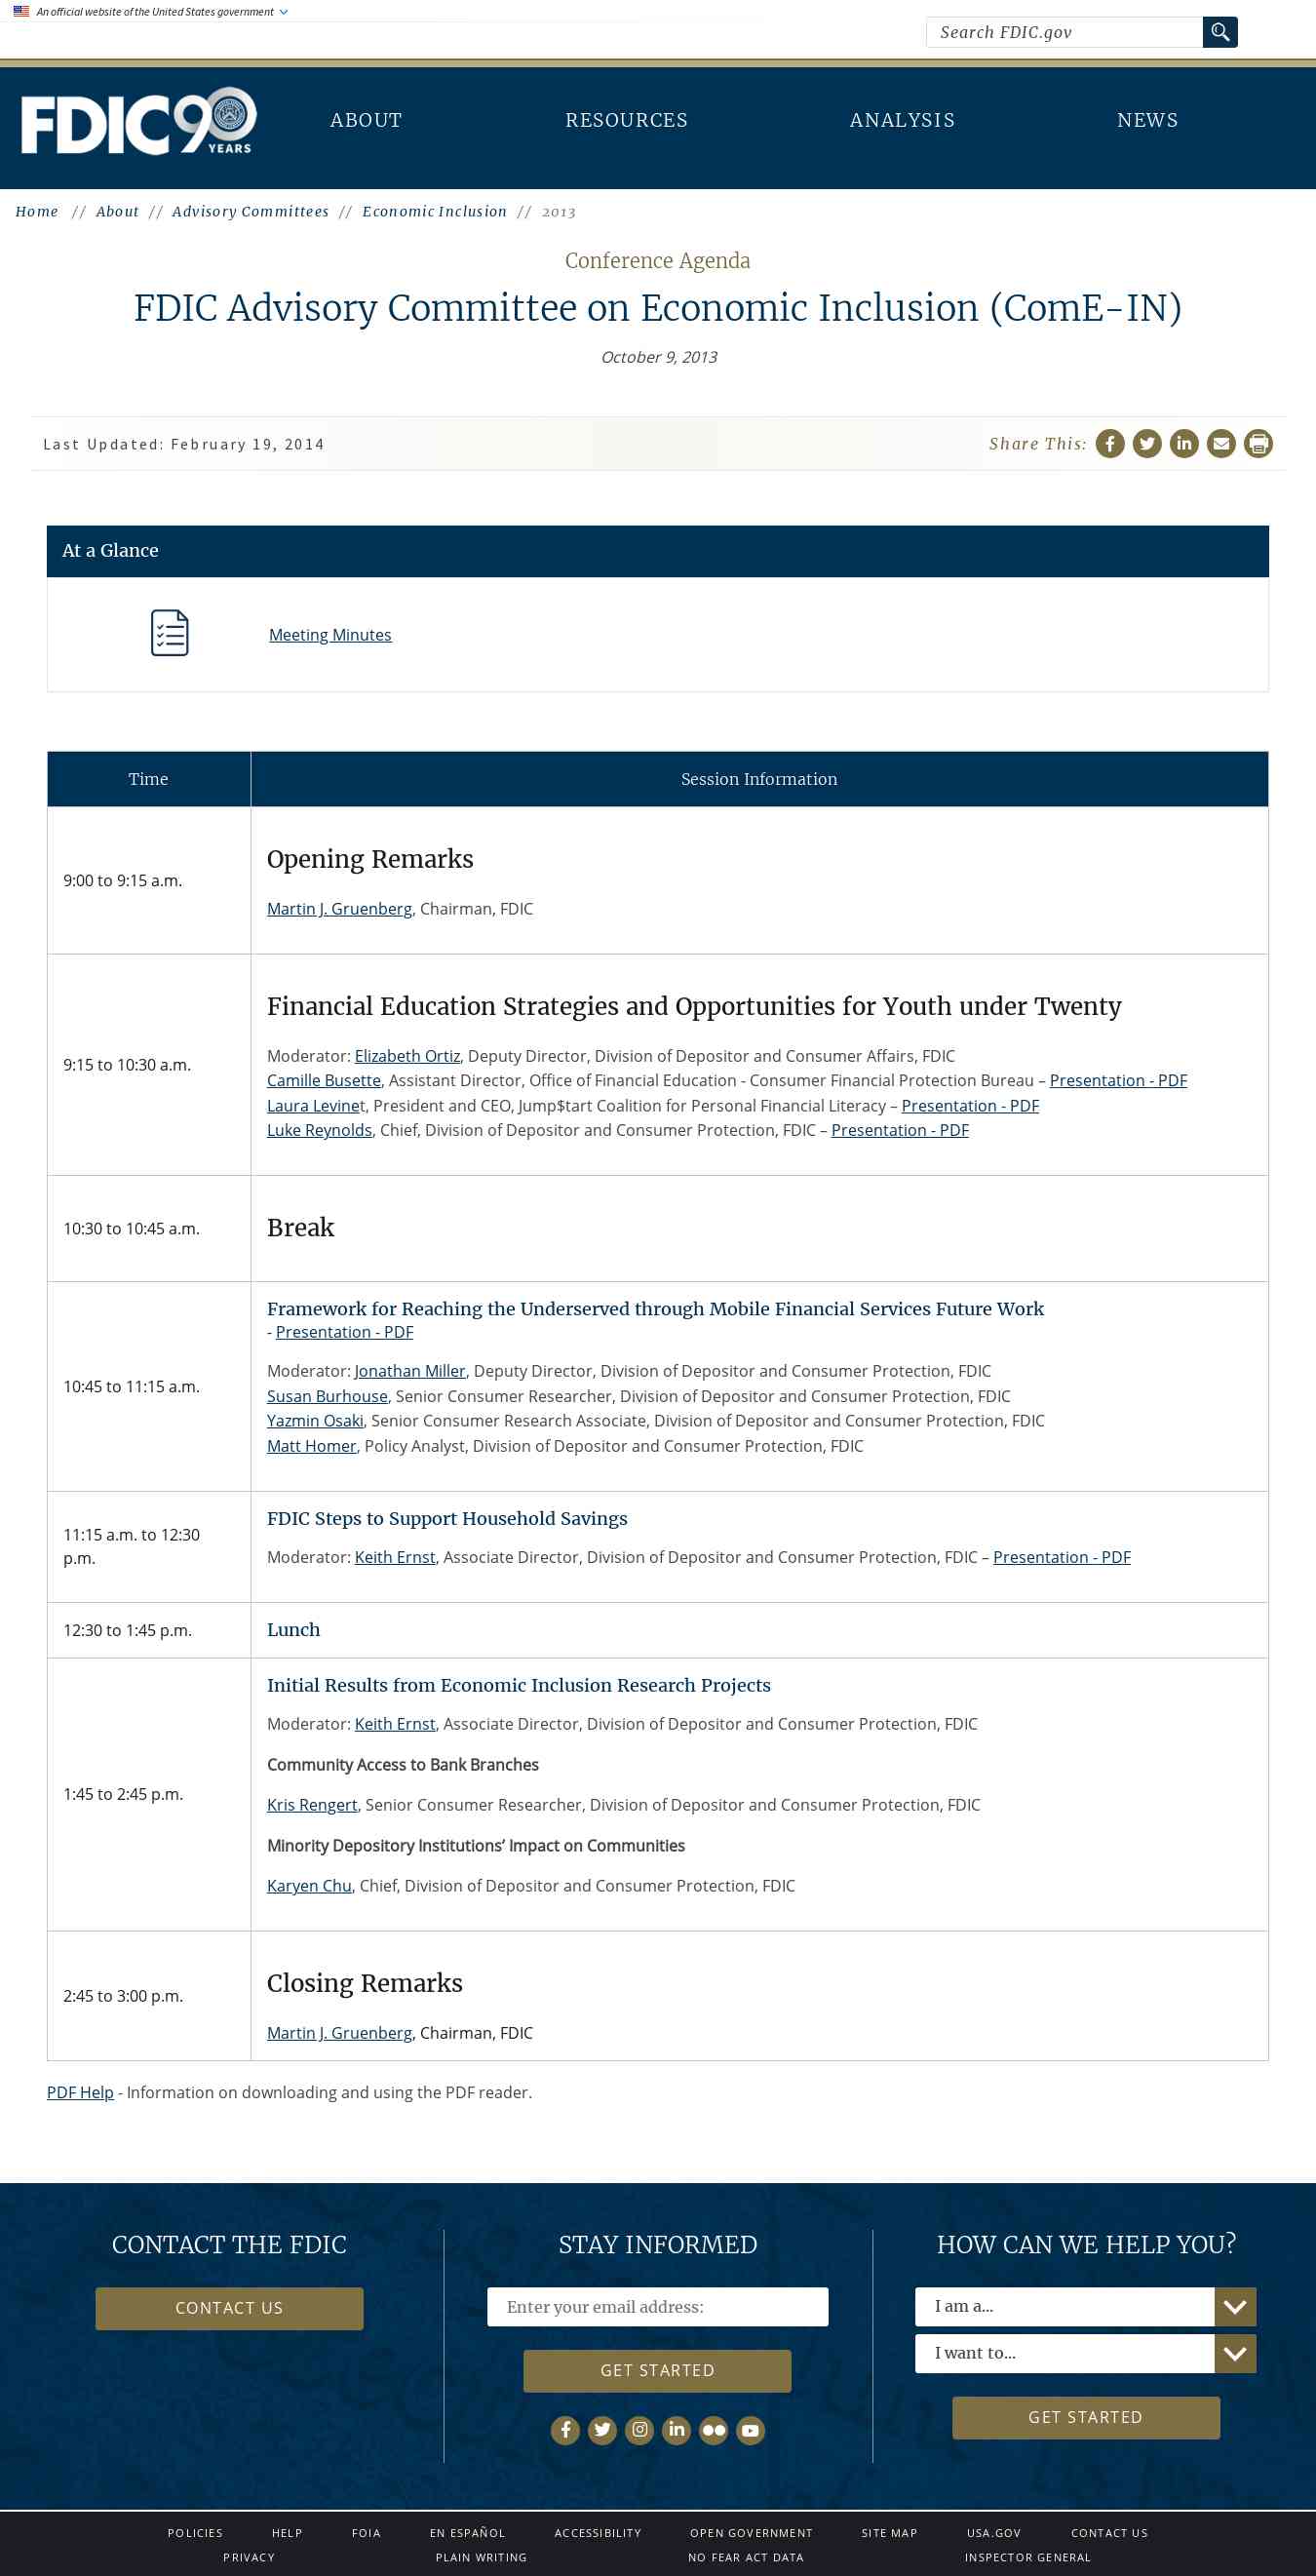 An official website of the United States government
Search FDIC.gov
FDIC 90 YEARS
ABOUT
RESOURCES
ANALYSIS
NEWS
Home // About // Advisory Committees // Economic Inclusion // 2013
Conference Agenda
FDIC Advisory Committee on Economic Inclusion (ComE-IN)
October 9, 2013
Last Updated: February 19, 2014
Share This:
At a Glance
Meeting Minutes
Time
Session Information
9:00 to 9:15 a.m.
Opening Remarks
Martin J. Gruenberg, Chairman, FDIC
9:15 to 10:30 a.m.
Financial Education Strategies and Opportunities for Youth under Twenty
Moderator: Elizabeth Ortiz, Deputy Director, Division of Depositor and Consumer Affairs, FDIC
Camille Busette, Assistant Director, Office of Financial Education - Consumer Financial Protection Bureau – Presentation - PDF
Laura Levinet, President and CEO, Jump$tart Coalition for Personal Financial Literacy – Presentation - PDF
Luke Reynolds, Chief, Division of Depositor and Consumer Protection, FDIC – Presentation - PDF
10:30 to 10:45 a.m.
Break
10:45 to 11:15 a.m.
Framework for Reaching the Underserved through Mobile Financial Services Future Work
- Presentation - PDF
Moderator: Jonathan Miller, Deputy Director, Division of Depositor and Consumer Protection, FDIC
Susan Burhouse, Senior Consumer Researcher, Division of Depositor and Consumer Protection, FDIC
Yazmin Osaki, Senior Consumer Research Associate, Division of Depositor and Consumer Protection, FDIC
Matt Homer, Policy Analyst, Division of Depositor and Consumer Protection, FDIC
11:15 a.m. to 12:30
p.m.
FDIC Steps to Support Household Savings
Moderator: Keith Ernst, Associate Director, Division of Depositor and Consumer Protection, FDIC – Presentation - PDF
12:30 to 1:45 p.m.
Lunch
1:45 to 2:45 p.m.
Initial Results from Economic Inclusion Research Projects
Moderator: Keith Ernst, Associate Director, Division of Depositor and Consumer Protection, FDIC
Community Access to Bank Branches
Kris Rengert, Senior Consumer Researcher, Division of Depositor and Consumer Protection, FDIC
Minority Depository Institutions’ Impact on Communities
Karyen Chu, Chief, Division of Depositor and Consumer Protection, FDIC
2:45 to 3:00 p.m.
Closing Remarks
Martin J. Gruenberg, Chairman, FDIC
PDF Help - Information on downloading and using the PDF reader.
CONTACT THE FDIC
CONTACT US
STAY INFORMED
Enter your email address:
GET STARTED
HOW CAN WE HELP YOU?
I am a...
I want to...
GET STARTED
POLICIES HELP FOIA EN ESPAÑOL ACCESSIBILITY OPEN GOVERNMENT SITE MAP USA.GOV CONTACT US
PRIVACY PLAIN WRITING NO FEAR ACT DATA INSPECTOR GENERAL